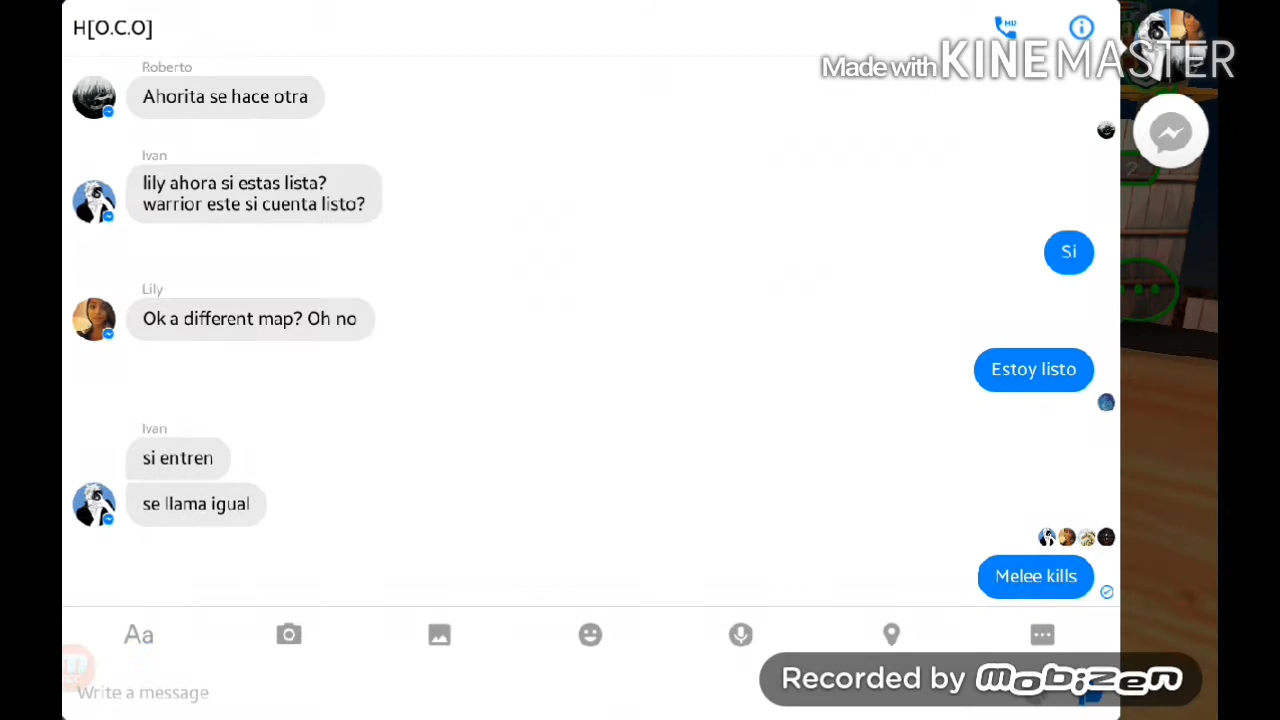 H[O.C.O]
HD
Made with KINEMASTER
Roberto
Ahorita se hace otra
Ivan
lily ahora si estas lista?
warrior este si cuenta listo?
2
Si
Lily
Ok a different map? Oh no
Estoy listo
Ivan
si entren
se llama igual
Melee kills
Aa
Write a message
Recorded by mobizen